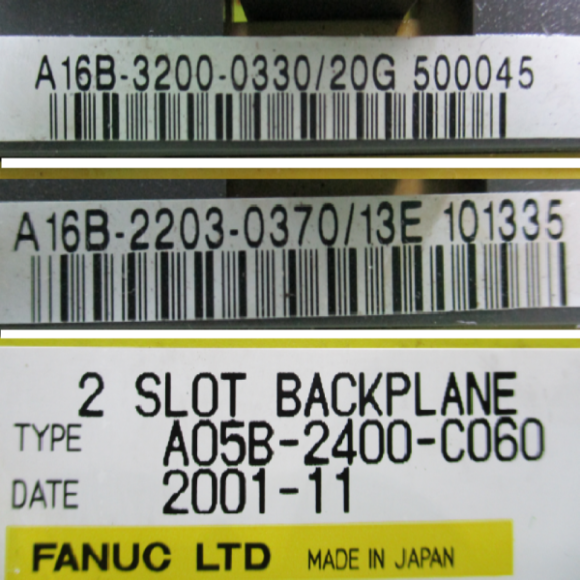 A16B-3200-0330/20G 500045
A16B-2203-0370/13E 101335
2 SLOT BACKPLANE
TYPE A05B-2400-C060
DATE 2001-11
FANUC LTD MADE IN JAPAN